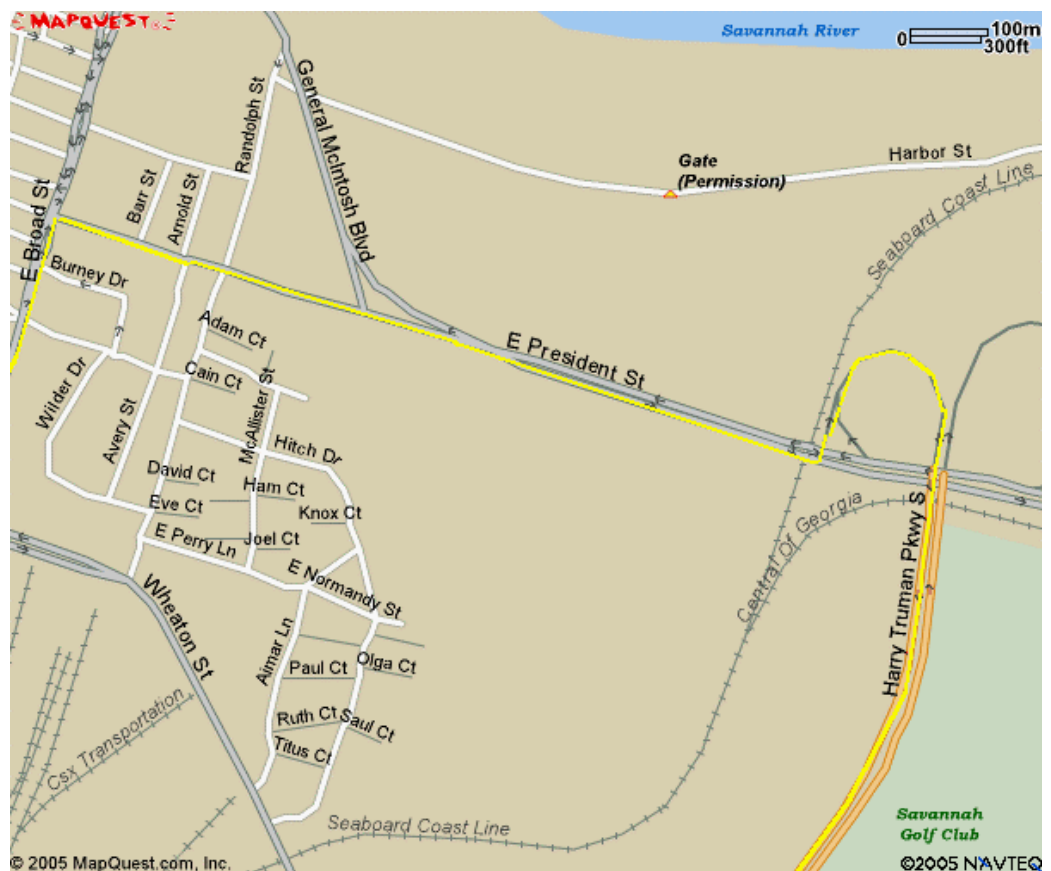 MAPQUEST
Savannah River
0 100m
300ft
General McIntosh Blvd
Randolph St
Harbor St
Gate
(Permission)
Seaboard Coast Line
Barr St
Arnold St
E Broad St
Burney Dr
Adam Ct
E President St
Cain Ct
Wilder Dr
Avery St
McAllister St
Hitch Dr
David Ct
Ham Ct
Eve Ct
Knox Ct
Central Of Georgia
E Perry Ln
Joel Ct
Harry Truman Pkwy S
E Normandy St
Wheaton St
Aimar Ln
Paul Ct
Olga Ct
Csx Transportation
Ruth Ct
Saul Ct
Titus Ct
Seaboard Coast Line
Savannah
Golf Club
© 2005 MapQuest.com, Inc.
©2005 NAVTEQ